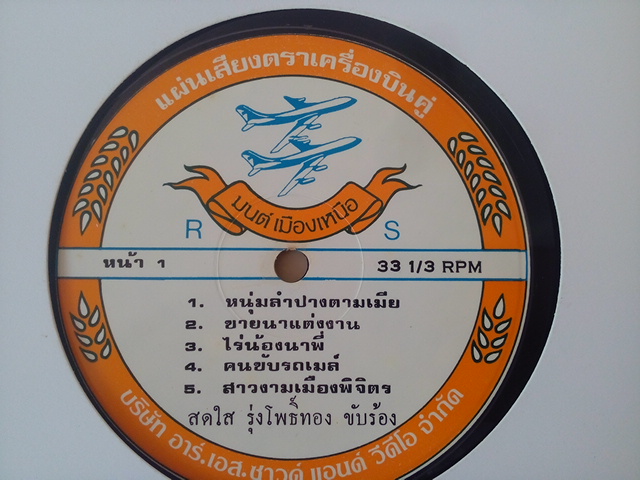 แผ่นเสียงตราเครื่องบินคู่
มนต์เมืองเหนือ
R S
หน้า 1 33 1/3 RPM
1. หนุ่มลำปางตามเมีย
2. ขายนาแต่งงาน
3. ไร่น้องนาพี่
4. คนขับรถเมล์
5. สาวงามเมืองพิจิตร
สดใส รุ่งโพธิ์ทอง ขับร้อง
บริษัท อาร์.เอส.ซาวด์ แอนด์ วีดีโอ จำกัด